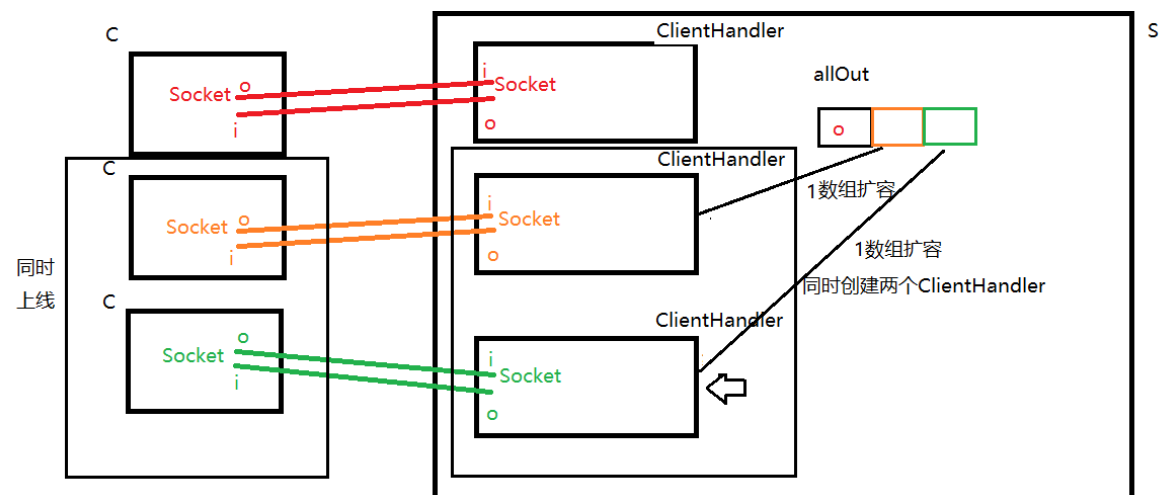 C
ClientHandler
S
Socket
o
i
i
Socket
o
allOut
o
C
ClientHandler
Socket
o
i
i
Socket
o
1数组扩容
1数组扩容
同时
上线
同时创建两个ClientHandler
C
ClientHandler
Socket
o
i
i
Socket
o